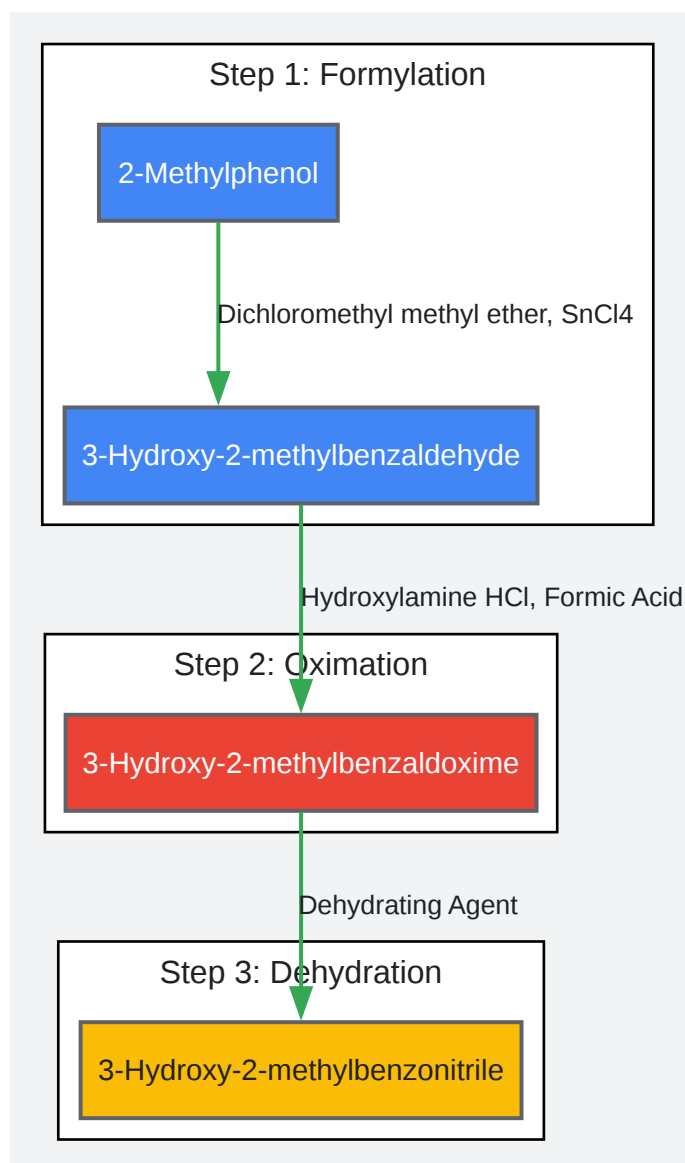 Step 1: Formylation
2-Methylphenol
Dichloromethyl methyl ether, SnCl4
3-Hydroxy-2-methylbenzaldehyde
Hydroxylamine HCl, Formic Acid
Step 2: Oximation
3-Hydroxy-2-methylbenzaldoxime
Dehydrating Agent
Step 3: Dehydration
3-Hydroxy-2-methylbenzonitrile